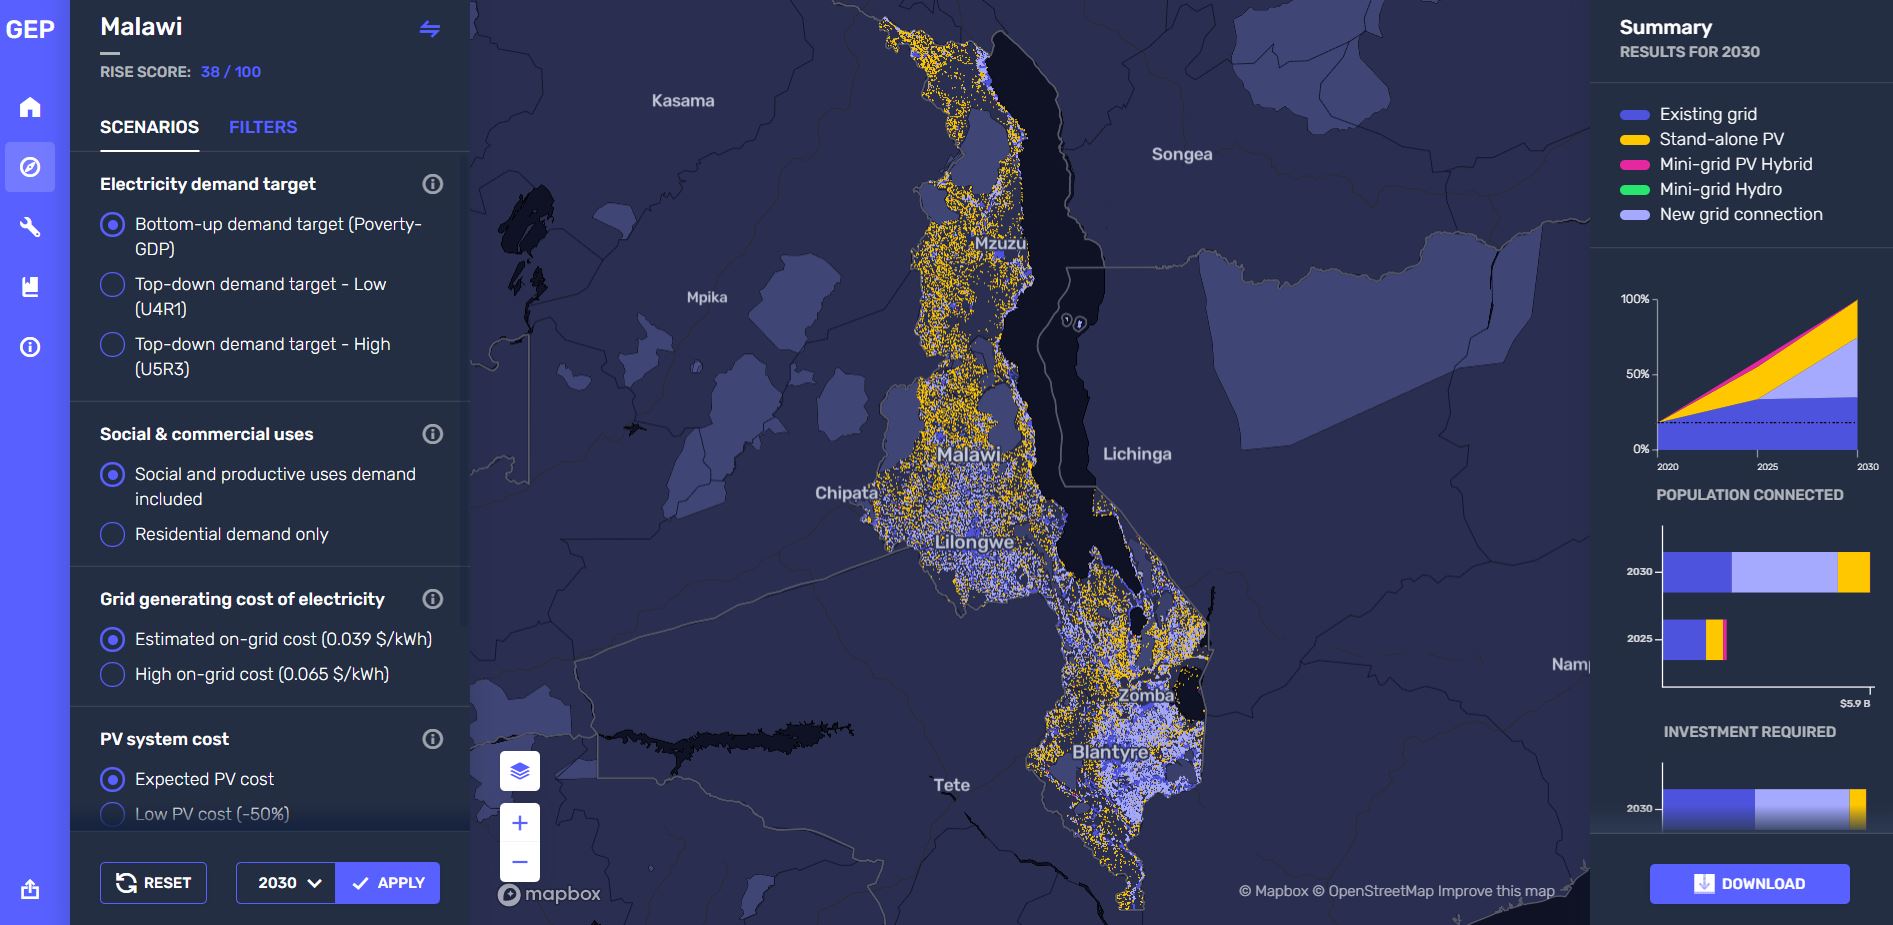 GEP
Malawi
RISE SCORE: 38 / 100
SCENARIOS
FILTERS
Electricity demand target
Bottom-up demand target (Poverty-
GDP)
Top-down demand target - Low
(U4R1)
Top-down demand target - High
(U5R3)
Social & commercial uses
Social and productive uses demand
included
Residential demand only
Grid generating cost of electricity
Estimated on-grid cost (0.039 $/kWh)
High on-grid cost (0.065 $/kWh)
PV system cost
Expected PV cost
Low PV cost (-50%)
RESET
2030
APPLY
Kasama
Songea
Mzuzu
Mpika
Malawi
Lichinga
Chipata
Lilongwe
Nam
Zomba
Blantyre
Tete
mapbox
© Mapbox © OpenStreetMap Improve this map
Summary
RESULTS FOR 2030
Existing grid
Stand-alone PV
Mini-grid PV Hybrid
Mini-grid Hydro
New grid connection
100%
50%
0%
2020
2025
2030
POPULATION CONNECTED
2030
2025
$5.9 B
INVESTMENT REQUIRED
2030
DOWNLOAD